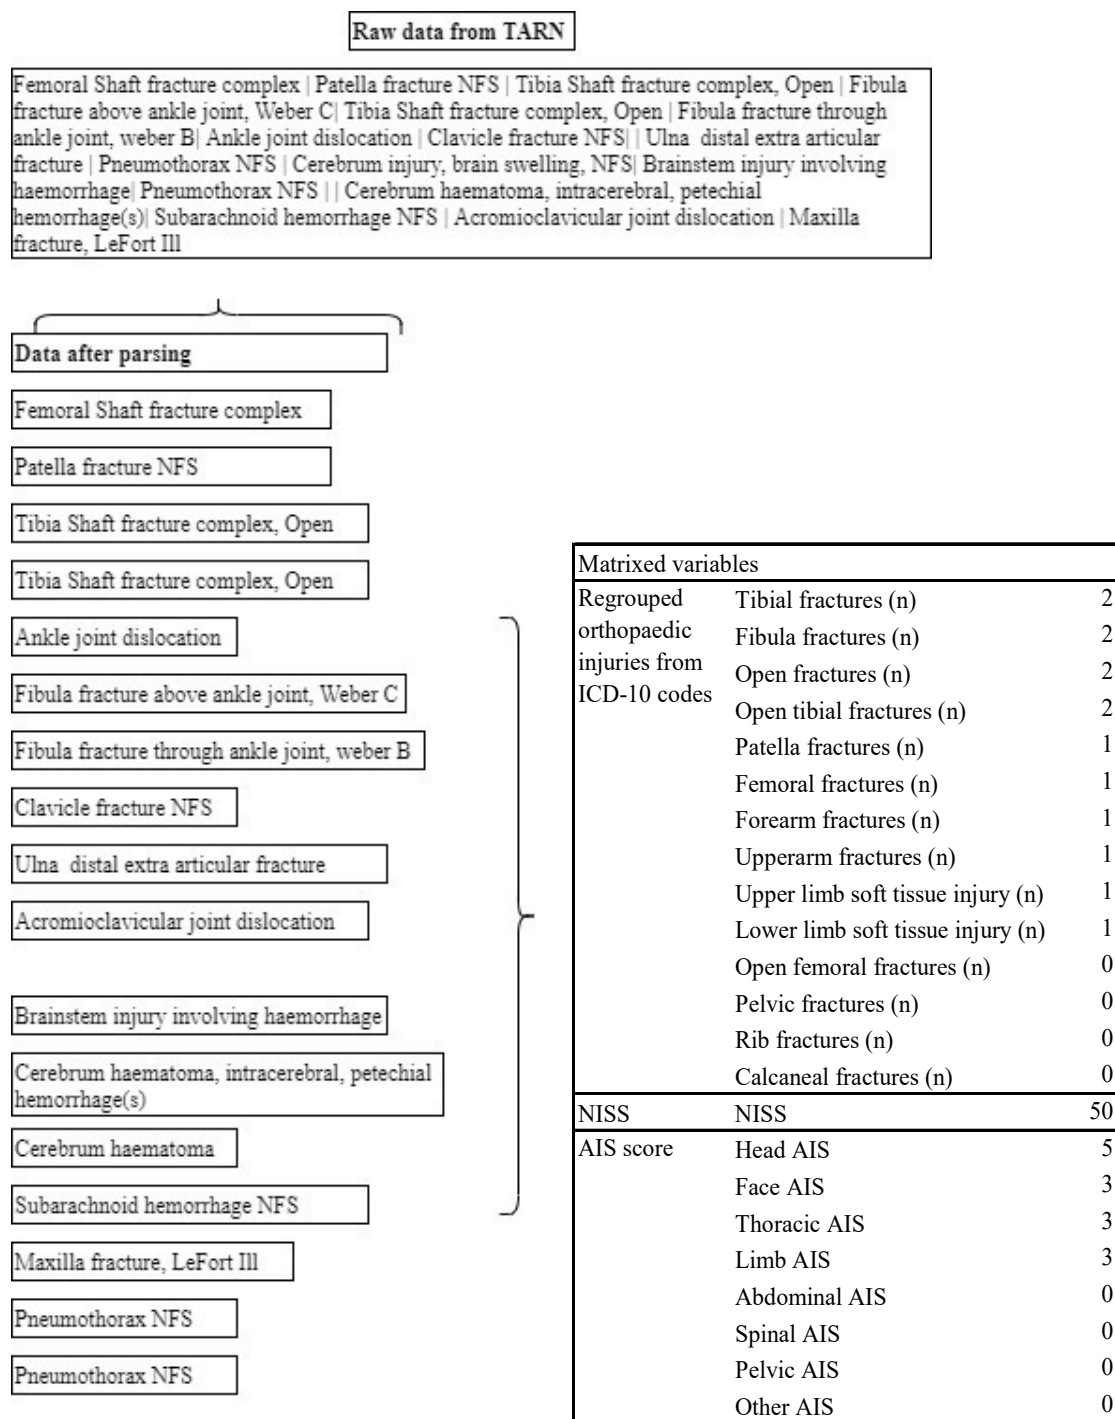 Raw data from TARN
Femoral Shaft fracture complex | Patella fracture NFS | Tibia Shaft fracture complex, Open | Fibula
fracture above ankle joint, Weber C| Tibia Shaft fracture complex, Open | Fibula fracture through
ankle joint, weber B| Ankle joint dislocation | Clavicle fracture NFS| | Ulna  distal extra articular
fracture | Pneumothorax NFS | Cerebrum injury, brain swelling, NFS| Brainstem injury involving
haemorrhage| Pneumothorax NFS | | Cerebrum haematoma, intracerebral, petechial
hemorrhage(s)| Subarachnoid hemorrhage NFS | Acromioclavicular joint dislocation | Maxilla
fracture, LeFort Ill
Data after parsing
Femoral Shaft fracture complex
Patella fracture NFS
Tibia Shaft fracture complex, Open
Tibia Shaft fracture complex, Open
Ankle joint dislocation
Fibula fracture above ankle joint, Weber C
Fibula fracture through ankle joint, weber B
Clavicle fracture NFS
Ulna  distal extra articular fracture
Acromioclavicular joint dislocation
Brainstem injury involving haemorrhage
Cerebrum haematoma, intracerebral, petechial
hemorrhage(s)
Cerebrum haematoma
Subarachnoid hemorrhage NFS
Maxilla fracture, LeFort Ill
Pneumothorax NFS
Pneumothorax NFS
Matrixed variables
Regrouped
orthopaedic
injuries from
ICD-10 codes
Tibial fractures (n) 2
Fibula fractures (n) 2
Open fractures (n) 2
Open tibial fractures (n) 2
Patella fractures (n) 1
Femoral fractures (n) 1
Forearm fractures (n) 1
Upperarm fractures (n) 1
Upper limb soft tissue injury (n) 1
Lower limb soft tissue injury (n) 1
Open femoral fractures (n) 0
Pelvic fractures (n) 0
Rib fractures (n) 0
Calcaneal fractures (n) 0
NISS NISS 50
AIS score Head AIS 5
Face AIS 3
Thoracic AIS 3
Limb AIS 3
Abdominal AIS 0
Spinal AIS 0
Pelvic AIS 0
Other AIS 0